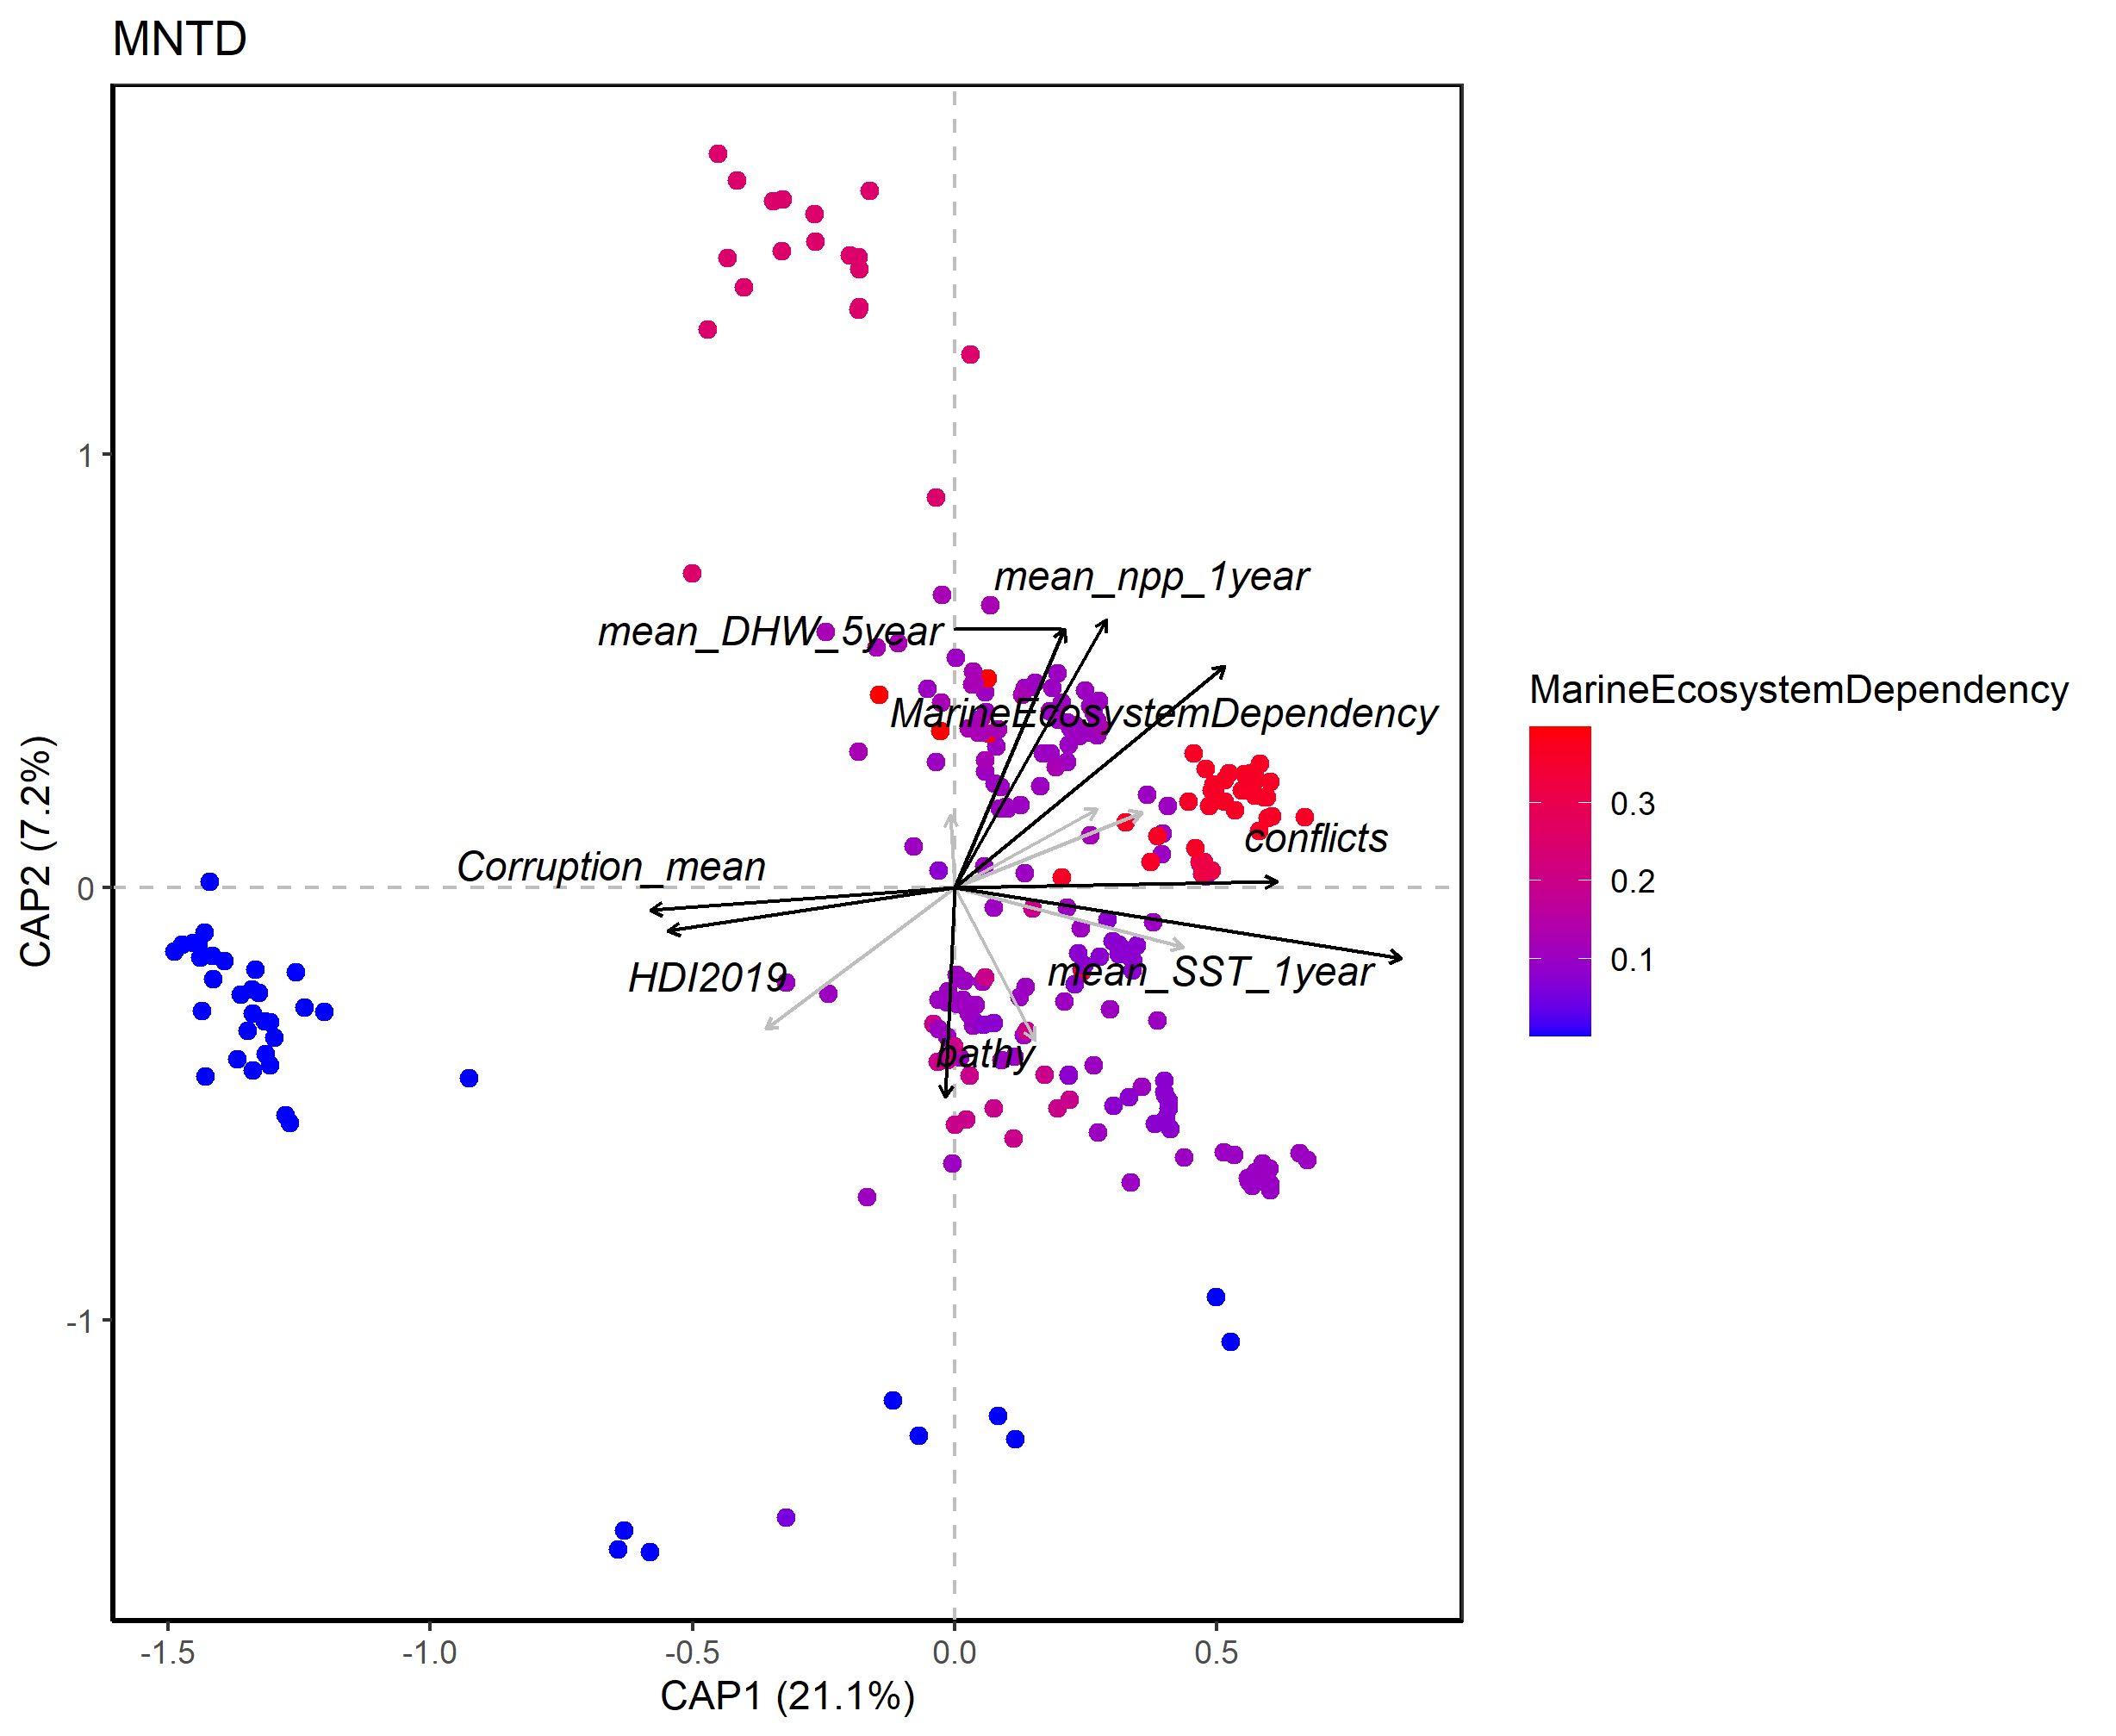 MNTD
mean_npp_1year
mean_DHW_5year
MarineEcosystemDependency
conflicts
Corruption_mean
mean_SST_1year
HDI2019
bathy
CAP2 (7.2%)
1
0
-1
-1.5
-1.0
-0.5
0.0
0.5
CAP1 (21.1%)
MarineEcosystemDependency
0.3
0.2
0.1